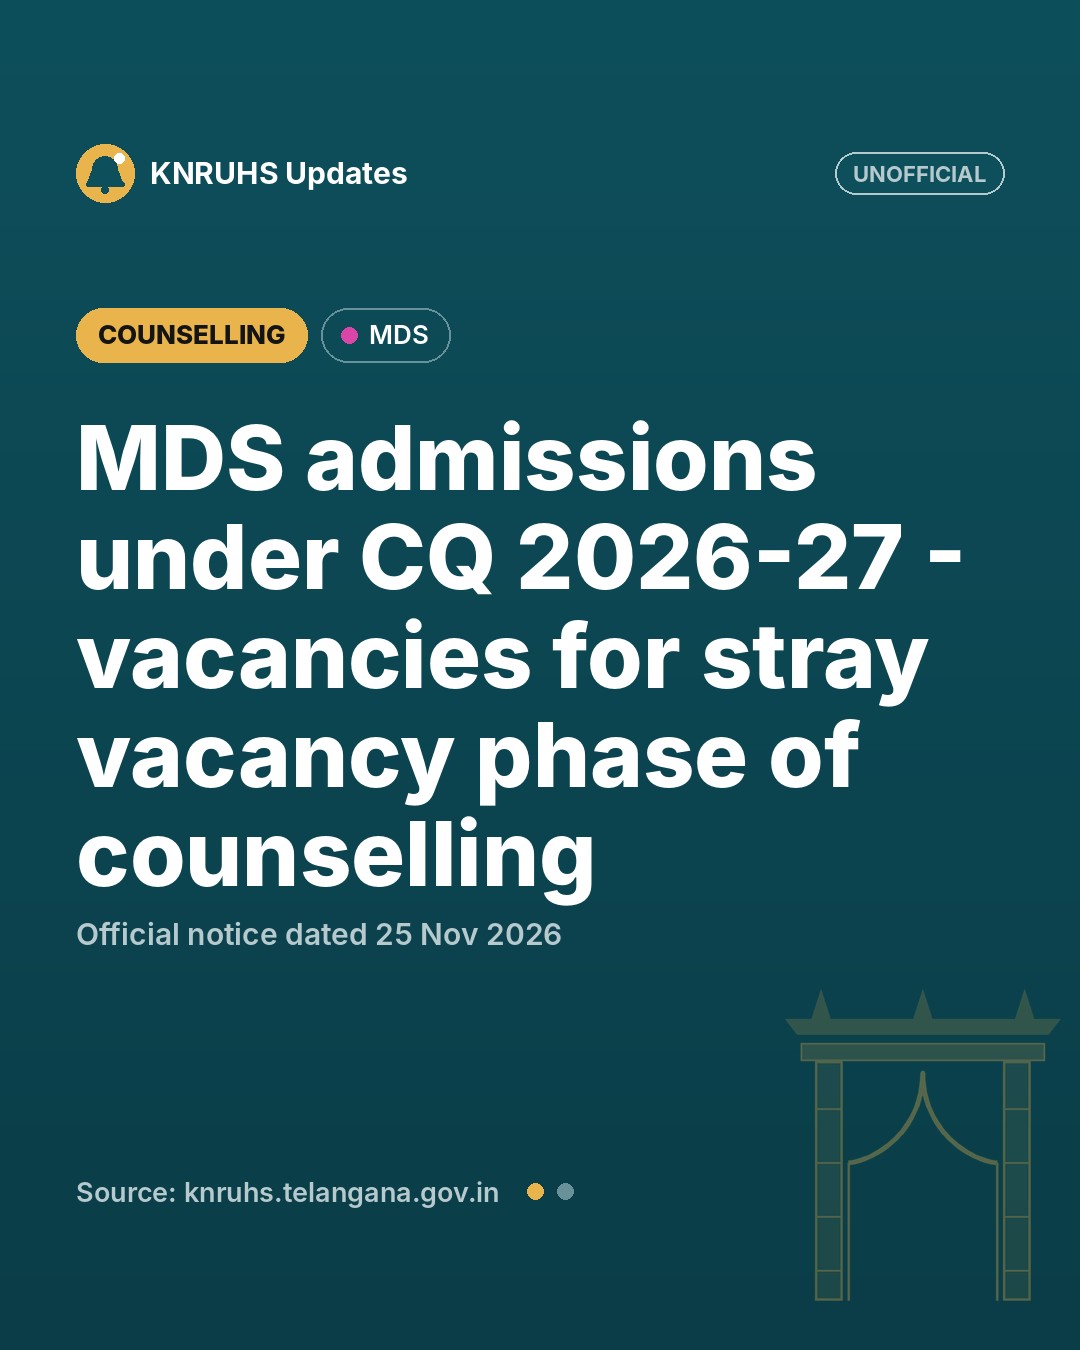 KNRUHS Updates
UNOFFICIAL
COUNSELLING
MDS
MDS admissions
under CQ 2026-27 -
vacancies for stray
vacancy phase of
counselling
Official notice dated 25 Nov 2026
Source: knruhs.telangana.gov.in